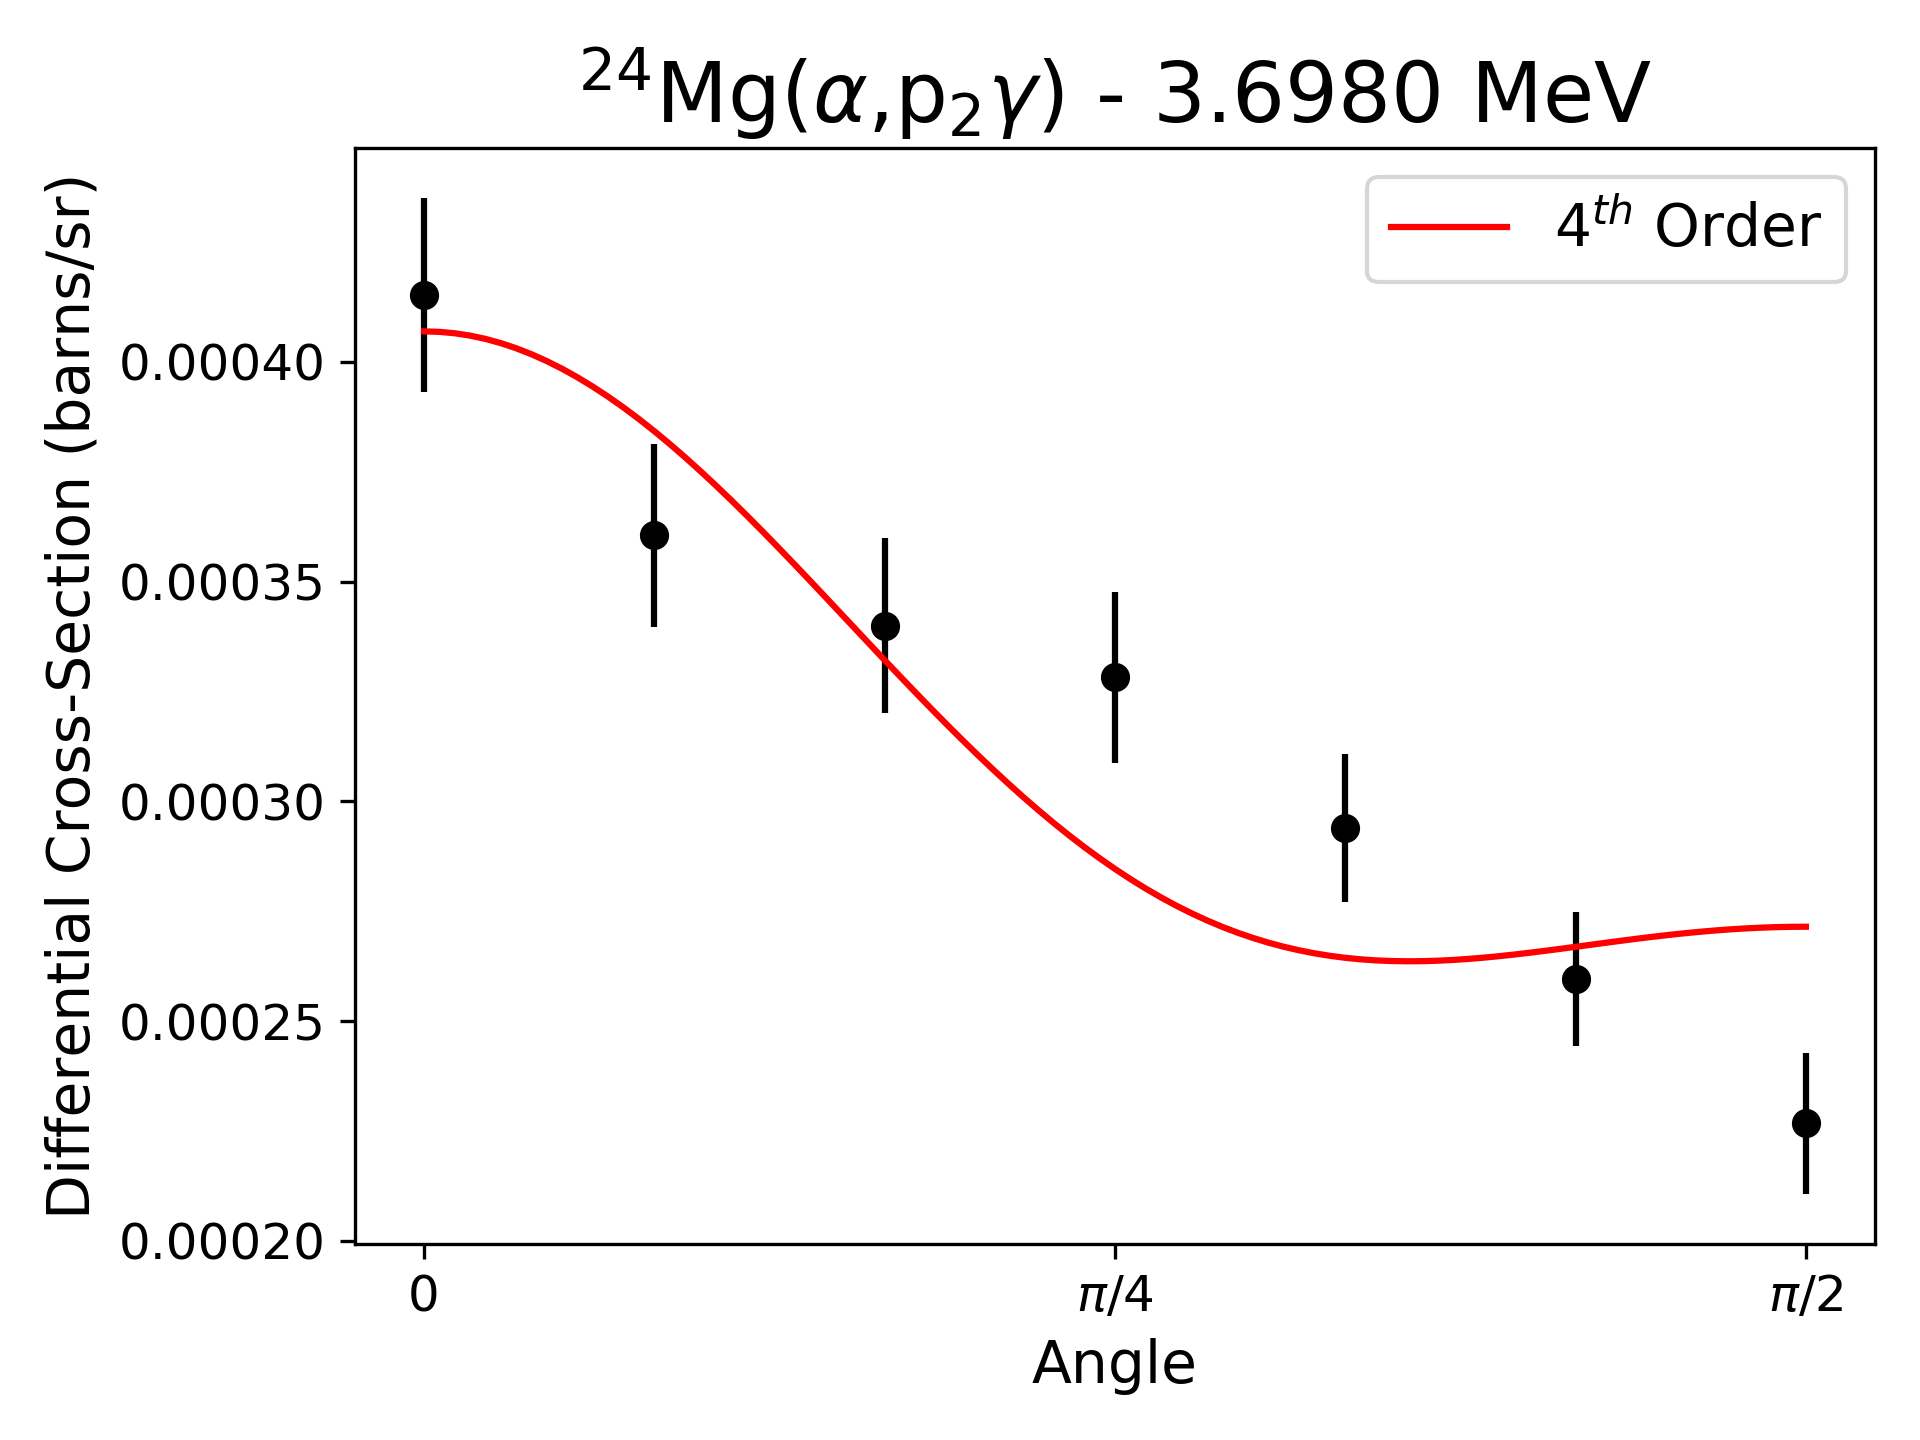 ²⁴Mg(α,p₂γ) - 3.6980 MeV
4ᵗʰ Order
Differential Cross-Section (barns/sr)
0.00040
0.00035
0.00030
0.00025
0.00020
0 π/4 π/2
Angle